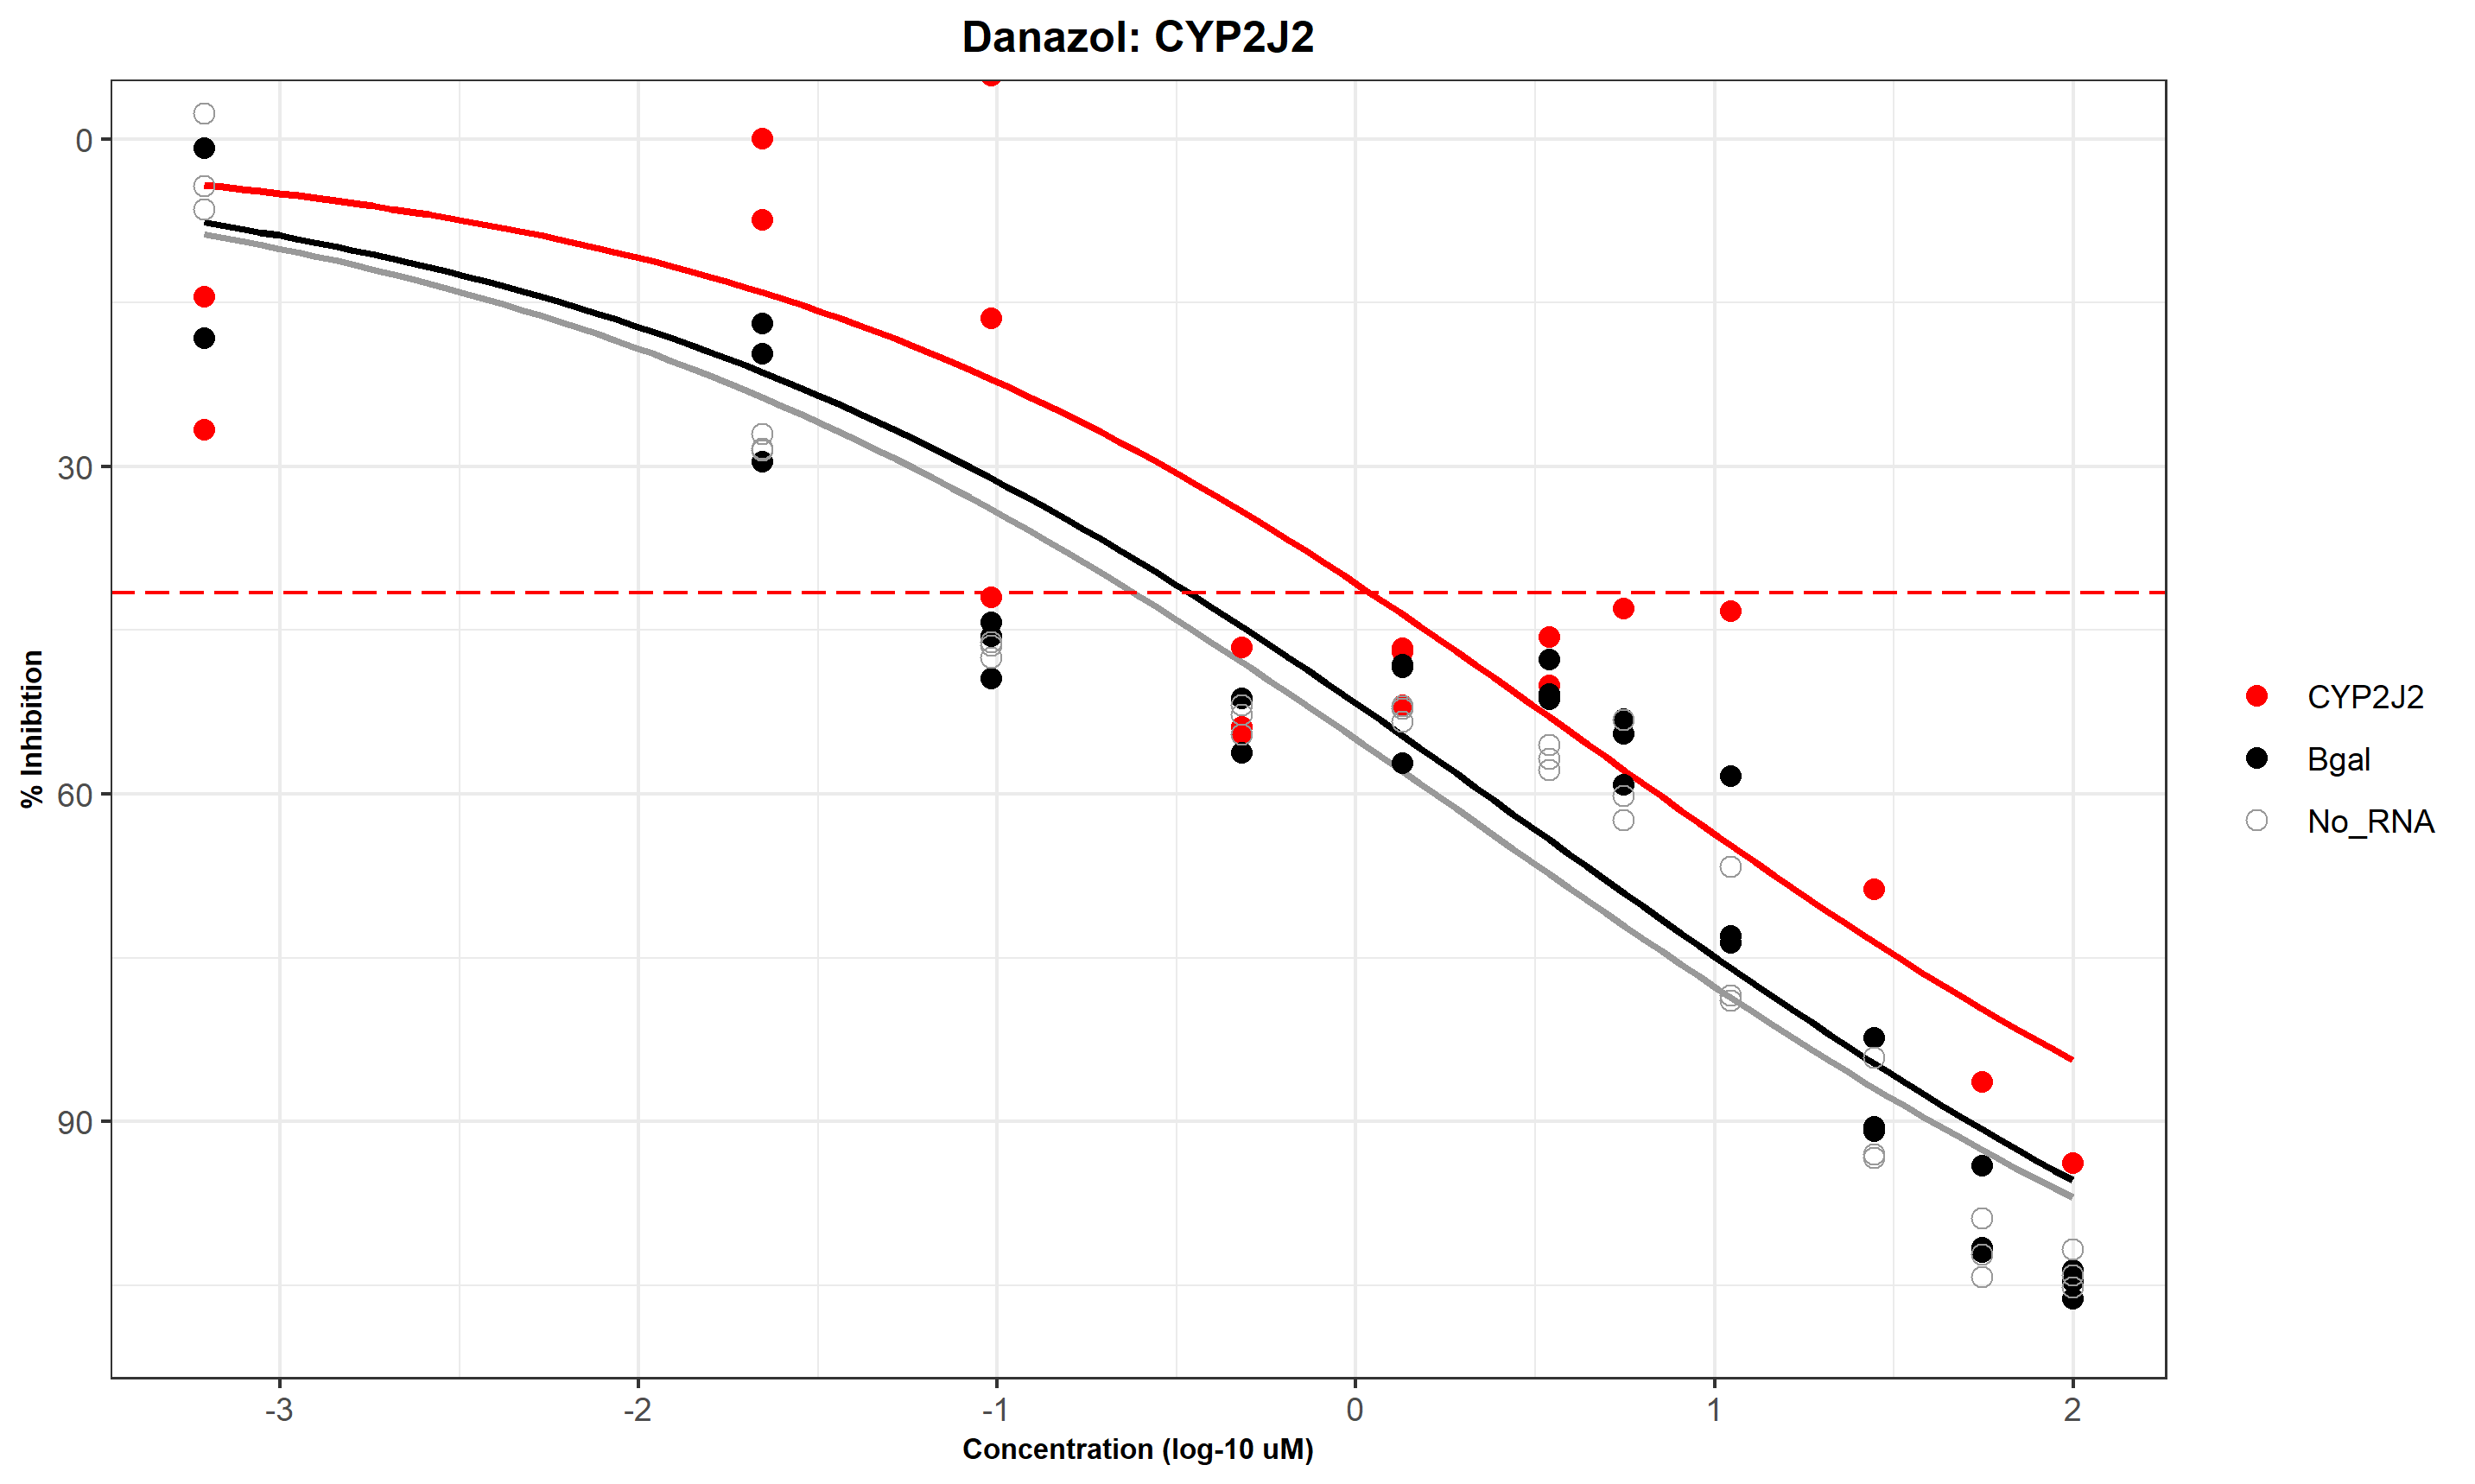 Danazol: CYP2J2
% Inhibition
0
30
60
90
-3
-2
-1
0
1
2
Concentration (log-10 uM)
CYP2J2
Bgal
No_RNA